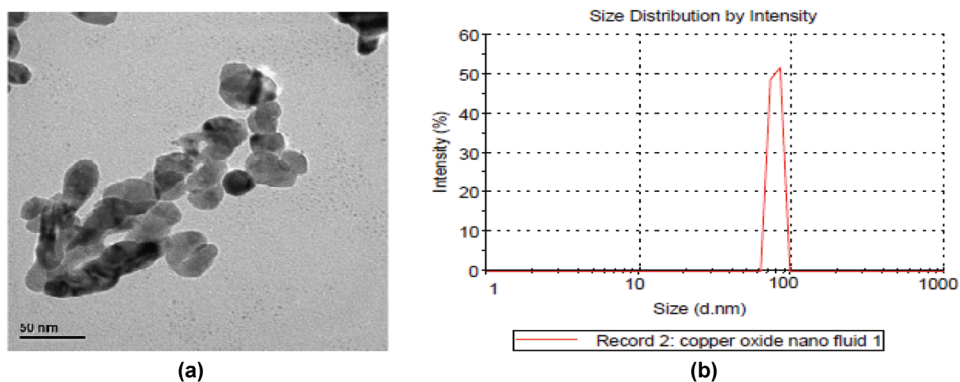 50 nm
(a)
Size Distribution by Intensity
Intensity (%)
60
50
40
30
20
10
0
1
10
100
1000
Size (d.nm)
Record 2: copper oxide nano fluid 1
(b)